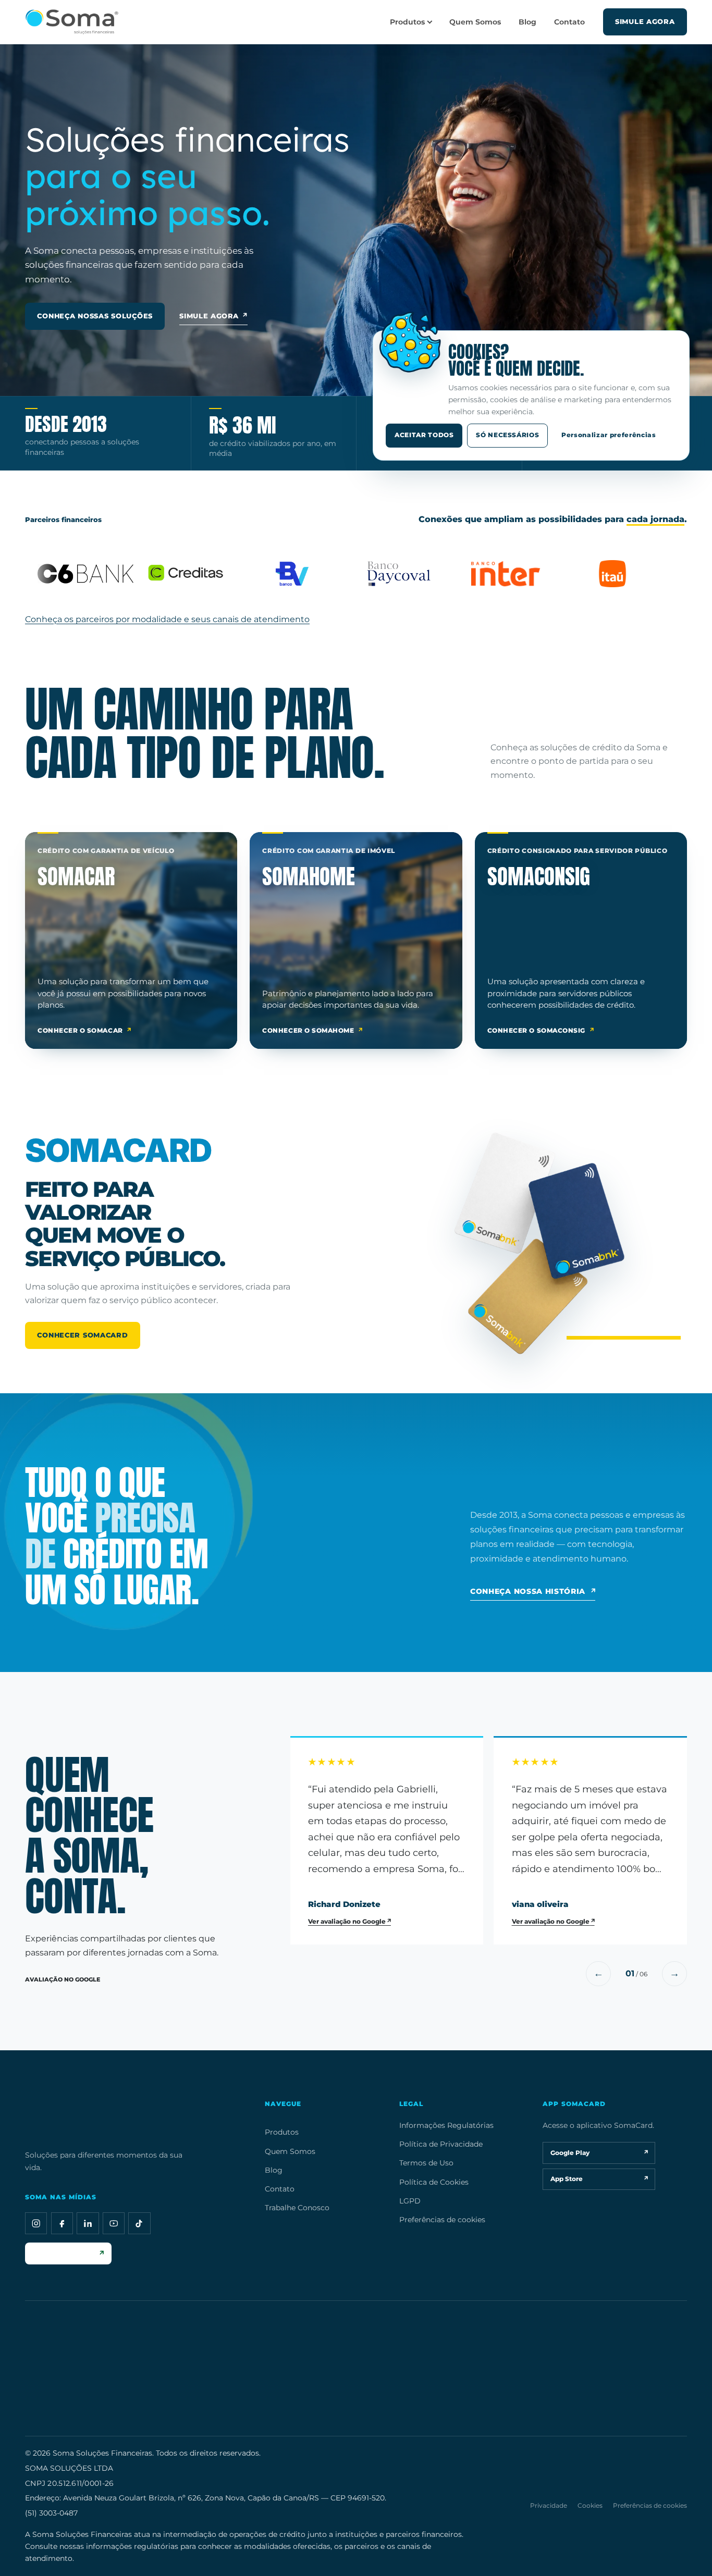 Soma
soluções financeiras
Produtos
Quem Somos
Blog
Contato
SIMULE AGORA
Soluções financeiras
para o seu
próximo passo.
A Soma conecta pessoas, empresas e instituições às
soluções financeiras que fazem sentido para cada
momento.
CONHEÇA NOSSAS SOLUÇÕES
SIMULE AGORA ↗
COOKIES?
VOCÊ É QUEM DECIDE.
Usamos cookies necessários para o site funcionar e, com sua
permissão, cookies de análise e marketing para entendermos
melhor sua experiência.
ACEITAR TODOS
SÓ NECESSÁRIOS
Personalizar preferências
DESDE 2013
conectando pessoas a soluções
financeiras
R$ 36 MI
de crédito viabilizados por ano, em
média
Parceiros financeiros
Conexões que ampliam as possibilidades para cada jornada.
C6 BANK
Creditas
BV
banco
Banco
Daycoval
BANCO
inter
itaú
Conheça os parceiros por modalidade e seus canais de atendimento
UM CAMINHO PARA
CADA TIPO DE PLANO.
Conheça as soluções de crédito da Soma e
encontre o ponto de partida para o seu
momento.
CRÉDITO COM GARANTIA DE VEÍCULO
SOMACAR
Uma solução para transformar um bem que
você já possui em possibilidades para novos
planos.
CONHECER O SOMACAR ↗
CRÉDITO COM GARANTIA DE IMÓVEL
SOMAHOME
Patrimônio e planejamento lado a lado para
apoiar decisões importantes da sua vida.
CONHECER O SOMAHOME ↗
CRÉDITO CONSIGNADO PARA SERVIDOR PÚBLICO
SOMACONSIG
Uma solução apresentada com clareza e
proximidade para servidores públicos
conhecerem possibilidades de crédito.
CONHECER O SOMACONSIG ↗
SOMACARD
FEITO PARA
VALORIZAR
QUEM MOVE O
SERVIÇO PÚBLICO.
Uma solução que aproxima instituições e servidores, criada para
valorizar quem faz o serviço público acontecer.
CONHECER SOMACARD
Somabnk
Somabnk
Somabnk
TUDO O QUE
VOCÊ PRECISA
DE CRÉDITO EM
UM SÓ LUGAR.
Desde 2013, a Soma conecta pessoas e empresas às
soluções financeiras que precisam para transformar
planos em realidade — com tecnologia,
proximidade e atendimento humano.
CONHEÇA NOSSA HISTÓRIA ↗
QUEM
CONHECE
A SOMA,
CONTA.
Experiências compartilhadas por clientes que
passaram por diferentes jornadas com a Soma.
AVALIAÇÃO NO GOOGLE
★★★★★
“Fui atendido pela Gabrielli,
super atenciosa e me instruiu
em todas etapas do processo,
achei que não era confiável pelo
celular, mas deu tudo certo,
recomendo a empresa Soma, fo...
Richard Donizete
Ver avaliação no Google ↗
★★★★★
“Faz mais de 5 meses que estava
negociando um imóvel pra
adquirir, até fiquei com medo de
ser golpe pela oferta negociada,
mas eles são sem burocracia,
rápido e atendimento 100% bo...
viana oliveira
Ver avaliação no Google ↗
← 01 / 06 →
Soluções para diferentes momentos da sua
vida.
SOMA NAS MÍDIAS
↗
NAVEGUE
Produtos
Quem Somos
Blog
Contato
Trabalhe Conosco
LEGAL
Informações Regulatórias
Política de Privacidade
Termos de Uso
Política de Cookies
LGPD
Preferências de cookies
APP SOMACARD
Acesse o aplicativo SomaCard.
Google Play ↗
App Store ↗
© 2026 Soma Soluções Financeiras. Todos os direitos reservados.
SOMA SOLUÇÕES LTDA
CNPJ 20.512.611/0001-26
Endereço: Avenida Neuza Goulart Brizola, nº 626, Zona Nova, Capão da Canoa/RS — CEP 94691-520.
(51) 3003-0487
A Soma Soluções Financeiras atua na intermediação de operações de crédito junto a instituições e parceiros financeiros.
Consulte nossas informações regulatórias para conhecer as modalidades oferecidas, os parceiros e os canais de
atendimento.
Privacidade
Cookies
Preferências de cookies